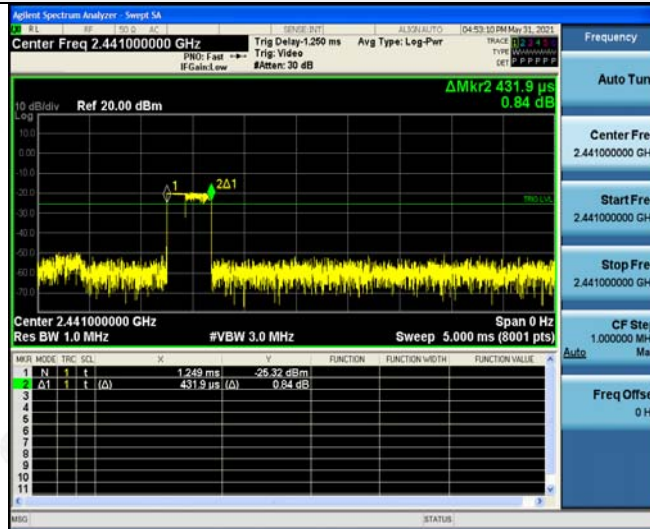 Agilent Spectrum Analyzer - Swept SA
RL RF 50 Ω AC SENSE:INT ALIGN AUTO 04:53:10 PM May 31, 2021
Center Freq 2.441000000 GHz
PNO: Fast
IFGain:Low
Trig Delay-1.250 ms
Trig: Video
#Atten: 30 dB
Avg Type: Log-Pwr
TRACE 1 2 3 4 5 6
TYPE
DET P P P P P P
ΔMkr2 431.9 µs
0.84 dB
10 dB/div Ref 20.00 dBm
Log
10.0
0.00
-10.0
-20.0
-30.0
-40.0
-50.0
-60.0
-70.0
1
2Δ1
TRIG LVL
Center 2.441000000 GHz Span 0 Hz
Res BW 1.0 MHz #VBW 3.0 MHz Sweep 5.000 ms (8001 pts)
MKR MODE TRC SCL X Y FUNCTION FUNCTION WIDTH FUNCTION VALUE
1 N 1 t 1.249 ms -25.32 dBm
2 Δ1 1 t (Δ) 431.9 µs (Δ) 0.84 dB
3
4
5
6
7
8
9
10
11
MSG STATUS
Frequency
Auto Tun
Center Fre
2.441000000 GH
Start Fre
2.441000000 GH
Stop Fre
2.441000000 GH
CF Ste
1.000000 MH
Auto Ma
Freq Offse
0 H